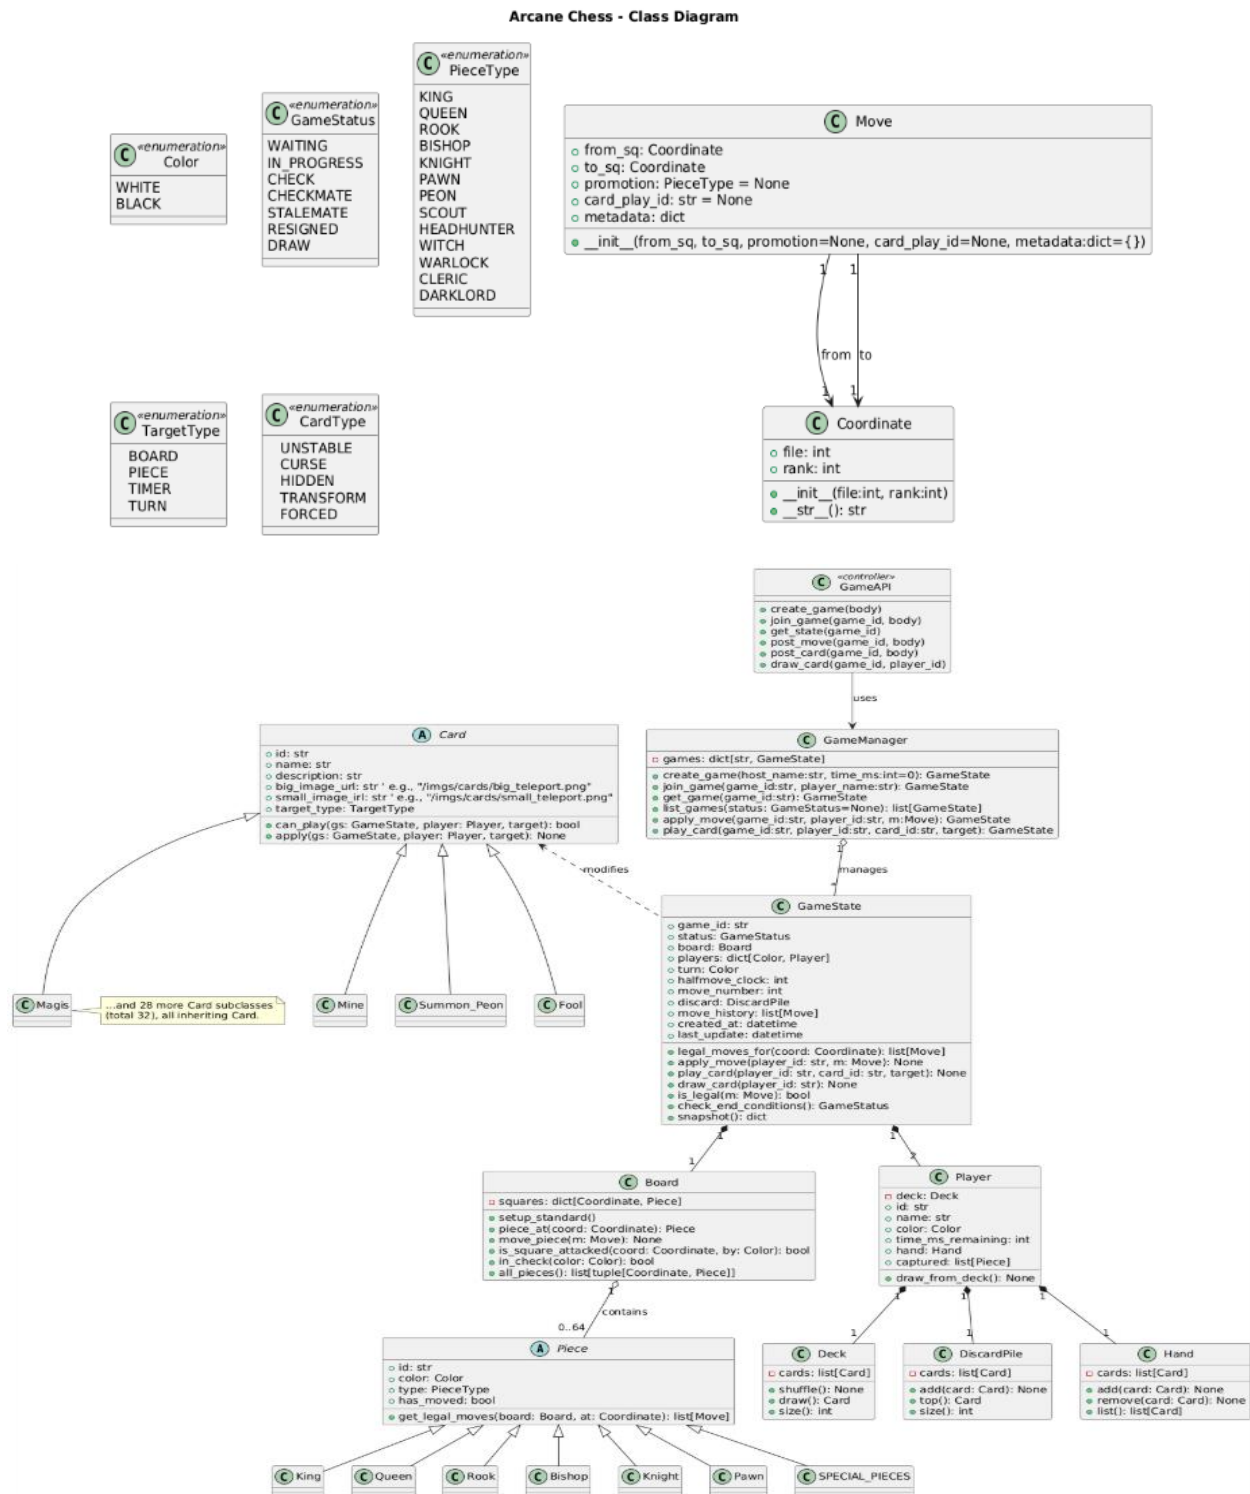 Arcane Chess - Class Diagram
«enumeration»
Color
WHITE
BLACK
«enumeration»
GameStatus
WAITING
IN_PROGRESS
CHECK
CHECKMATE
STALEMATE
RESIGNED
DRAW
«enumeration»
PieceType
KING
QUEEN
ROOK
BISHOP
KNIGHT
PAWN
PEON
SCOUT
HEADHUNTER
WITCH
WARLOCK
CLERIC
DARKLORD
Move
from_sq: Coordinate
to_sq: Coordinate
promotion: PieceType = None
card_play_id: str = None
metadata: dict
__init__(from_sq, to_sq, promotion=None, card_play_id=None, metadata:dict={})
1 1
from to
1 1
«enumeration»
TargetType
BOARD
PIECE
TIMER
TURN
«enumeration»
CardType
UNSTABLE
CURSE
HIDDEN
TRANSFORM
FORCED
Coordinate
file: int
rank: int
__init__(file:int, rank:int)
__str__(): str
«controller»
GameAPI
create_game(body)
join_game(game_id, body)
get_state(game_id)
post_move(game_id, body)
post_card(game_id, body)
draw_card(game_id, player_id)
uses
Card
id: str
name: str
description: str
big_image_url: str ' e.g., "/imgs/cards/big_teleport.png"
small_image_irl: str ' e.g., "/imgs/cards/small_teleport.png"
target_type: TargetType
can_play(gs: GameState, player: Player, target): bool
apply(gs: GameState, player: Player, target): None
GameManager
games: dict[str, GameState]
create_game(host_name:str, time_ms:int=0): GameState
join_game(game_id:str, player_name:str): GameState
get_game(game_id:str): GameState
list_games(status: GameStatus=None): list[GameState]
apply_move(game_id:str, player_id:str, m:Move): GameState
play_card(game_id:str, player_id:str, card_id:str, target): GameState
1
manages
*
modifies
Magis
...and 28 more Card subclasses
(total 32), all inheriting Card.
Mine
Summon_Peon
Fool
GameState
game_id: str
status: GameStatus
board: Board
players: dict[Color, Player]
turn: Color
halfmove_clock: int
move_number: int
discard: DiscardPile
move_history: list[Move]
created_at: datetime
last_update: datetime
legal_moves_for(coord: Coordinate): list[Move]
apply_move(player_id: str, m: Move): None
play_card(player_id: str, card_id: str, target): None
draw_card(player_id: str): None
is_legal(m: Move): bool
check_end_conditions(): GameStatus
snapshot(): dict
1 1
1 2
Board
squares: dict[Coordinate, Piece]
setup_standard()
piece_at(coord: Coordinate): Piece
move_piece(m: Move): None
is_square_attacked(coord: Coordinate, by: Color): bool
in_check(color: Color): bool
all_pieces(): list[tuple[Coordinate, Piece]]
1
contains
0..64
Player
deck: Deck
id: str
name: str
color: Color
time_ms_remaining: int
hand: Hand
captured: list[Piece]
draw_from_deck(): None
1 1 1
1 1 1
Piece
id: str
color: Color
type: PieceType
has_moved: bool
get_legal_moves(board: Board, at: Coordinate): list[Move]
Deck
cards: list[Card]
shuffle(): None
draw(): Card
size(): int
DiscardPile
cards: list[Card]
add(card: Card): None
top(): Card
size(): int
Hand
cards: list[Card]
add(card: Card): None
remove(card: Card): None
list(): list[Card]
King
Queen
Rook
Bishop
Knight
Pawn
SPECIAL_PIECES